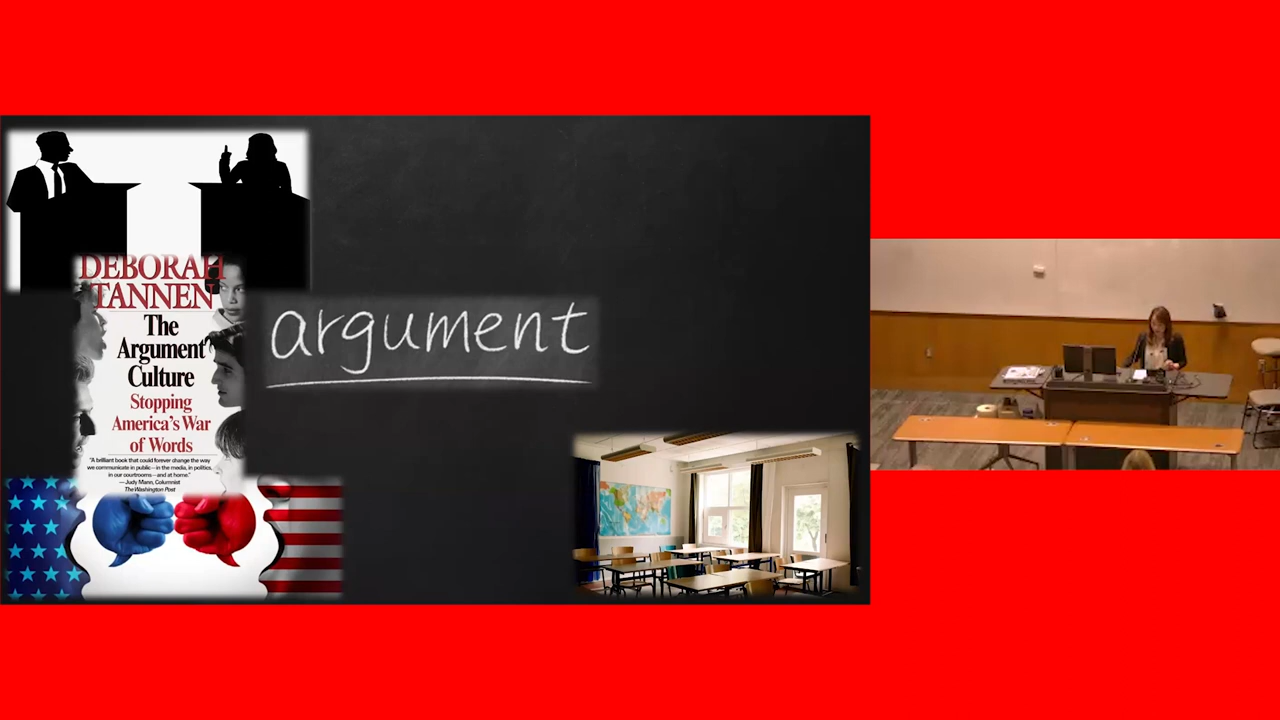 DEBORAH
TANNEN
The
Argument
Culture
Stopping
America's War
of Words
"A brilliant book that could forever change the way
we communicate in public—in the media, in politics,
in our courtrooms—and at home."
—Judy Mann, Columnist
The Washington Post
argument